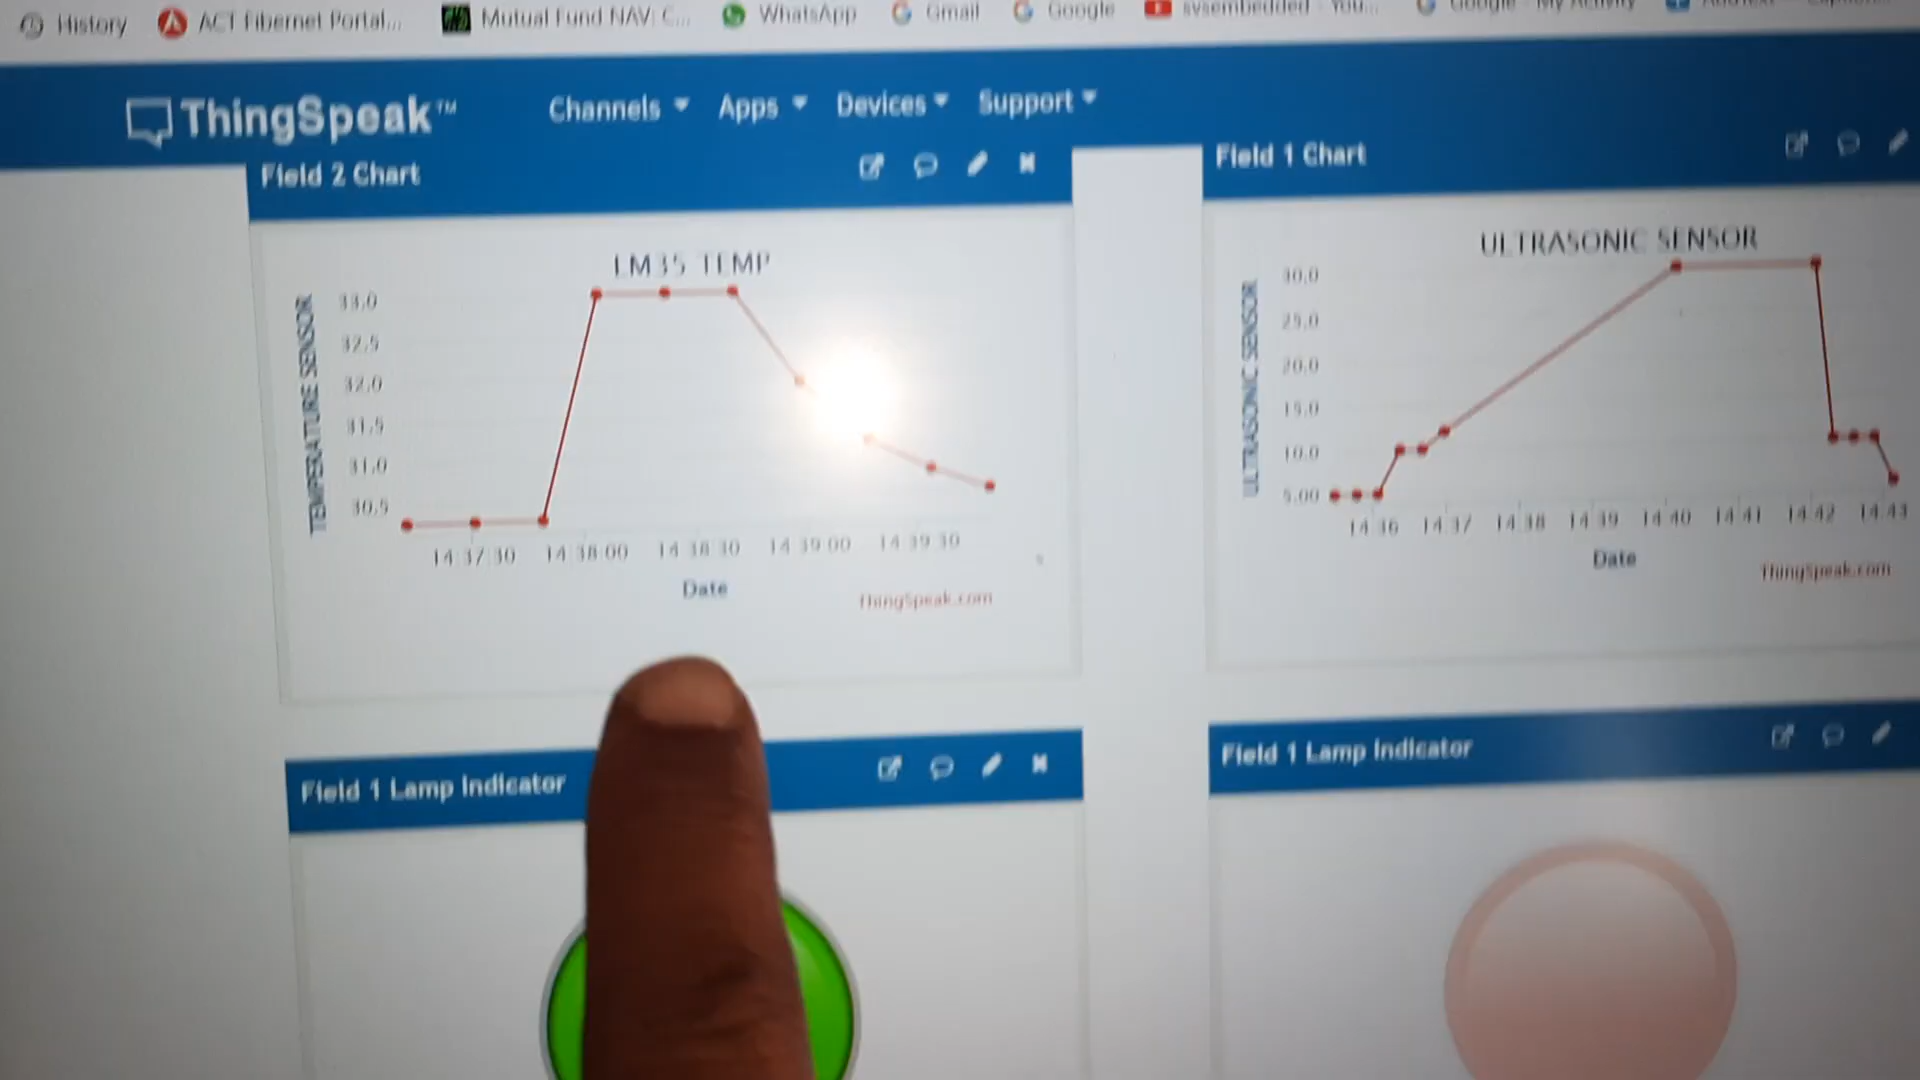 History ACT Fibernet Portal... Mutual Fund NAV: C... WhatsApp Gmail Google svsembedded - You... Google - My Activity
ThingSpeak™ Channels Apps Devices Support
Field 2 Chart
LM35 TEMP
TEMPERATURE SENSOR
33.0
32.5
32.0
31.5
31.0
30.5
14:37:30 14:38:00 14:38:30 14:39:00 14:39:30
Date
ThingSpeak.com
Field 1 Chart
ULTRASONIC SENSOR
ULTRASONIC SENSOR
30.0
25.0
20.0
15.0
10.0
5.00
14:36 14:37 14:38 14:39 14:40 14:41 14:42 14:43
Date
ThingSpeak.com
Field 1 Lamp Indicator
Field 1 Lamp Indicator